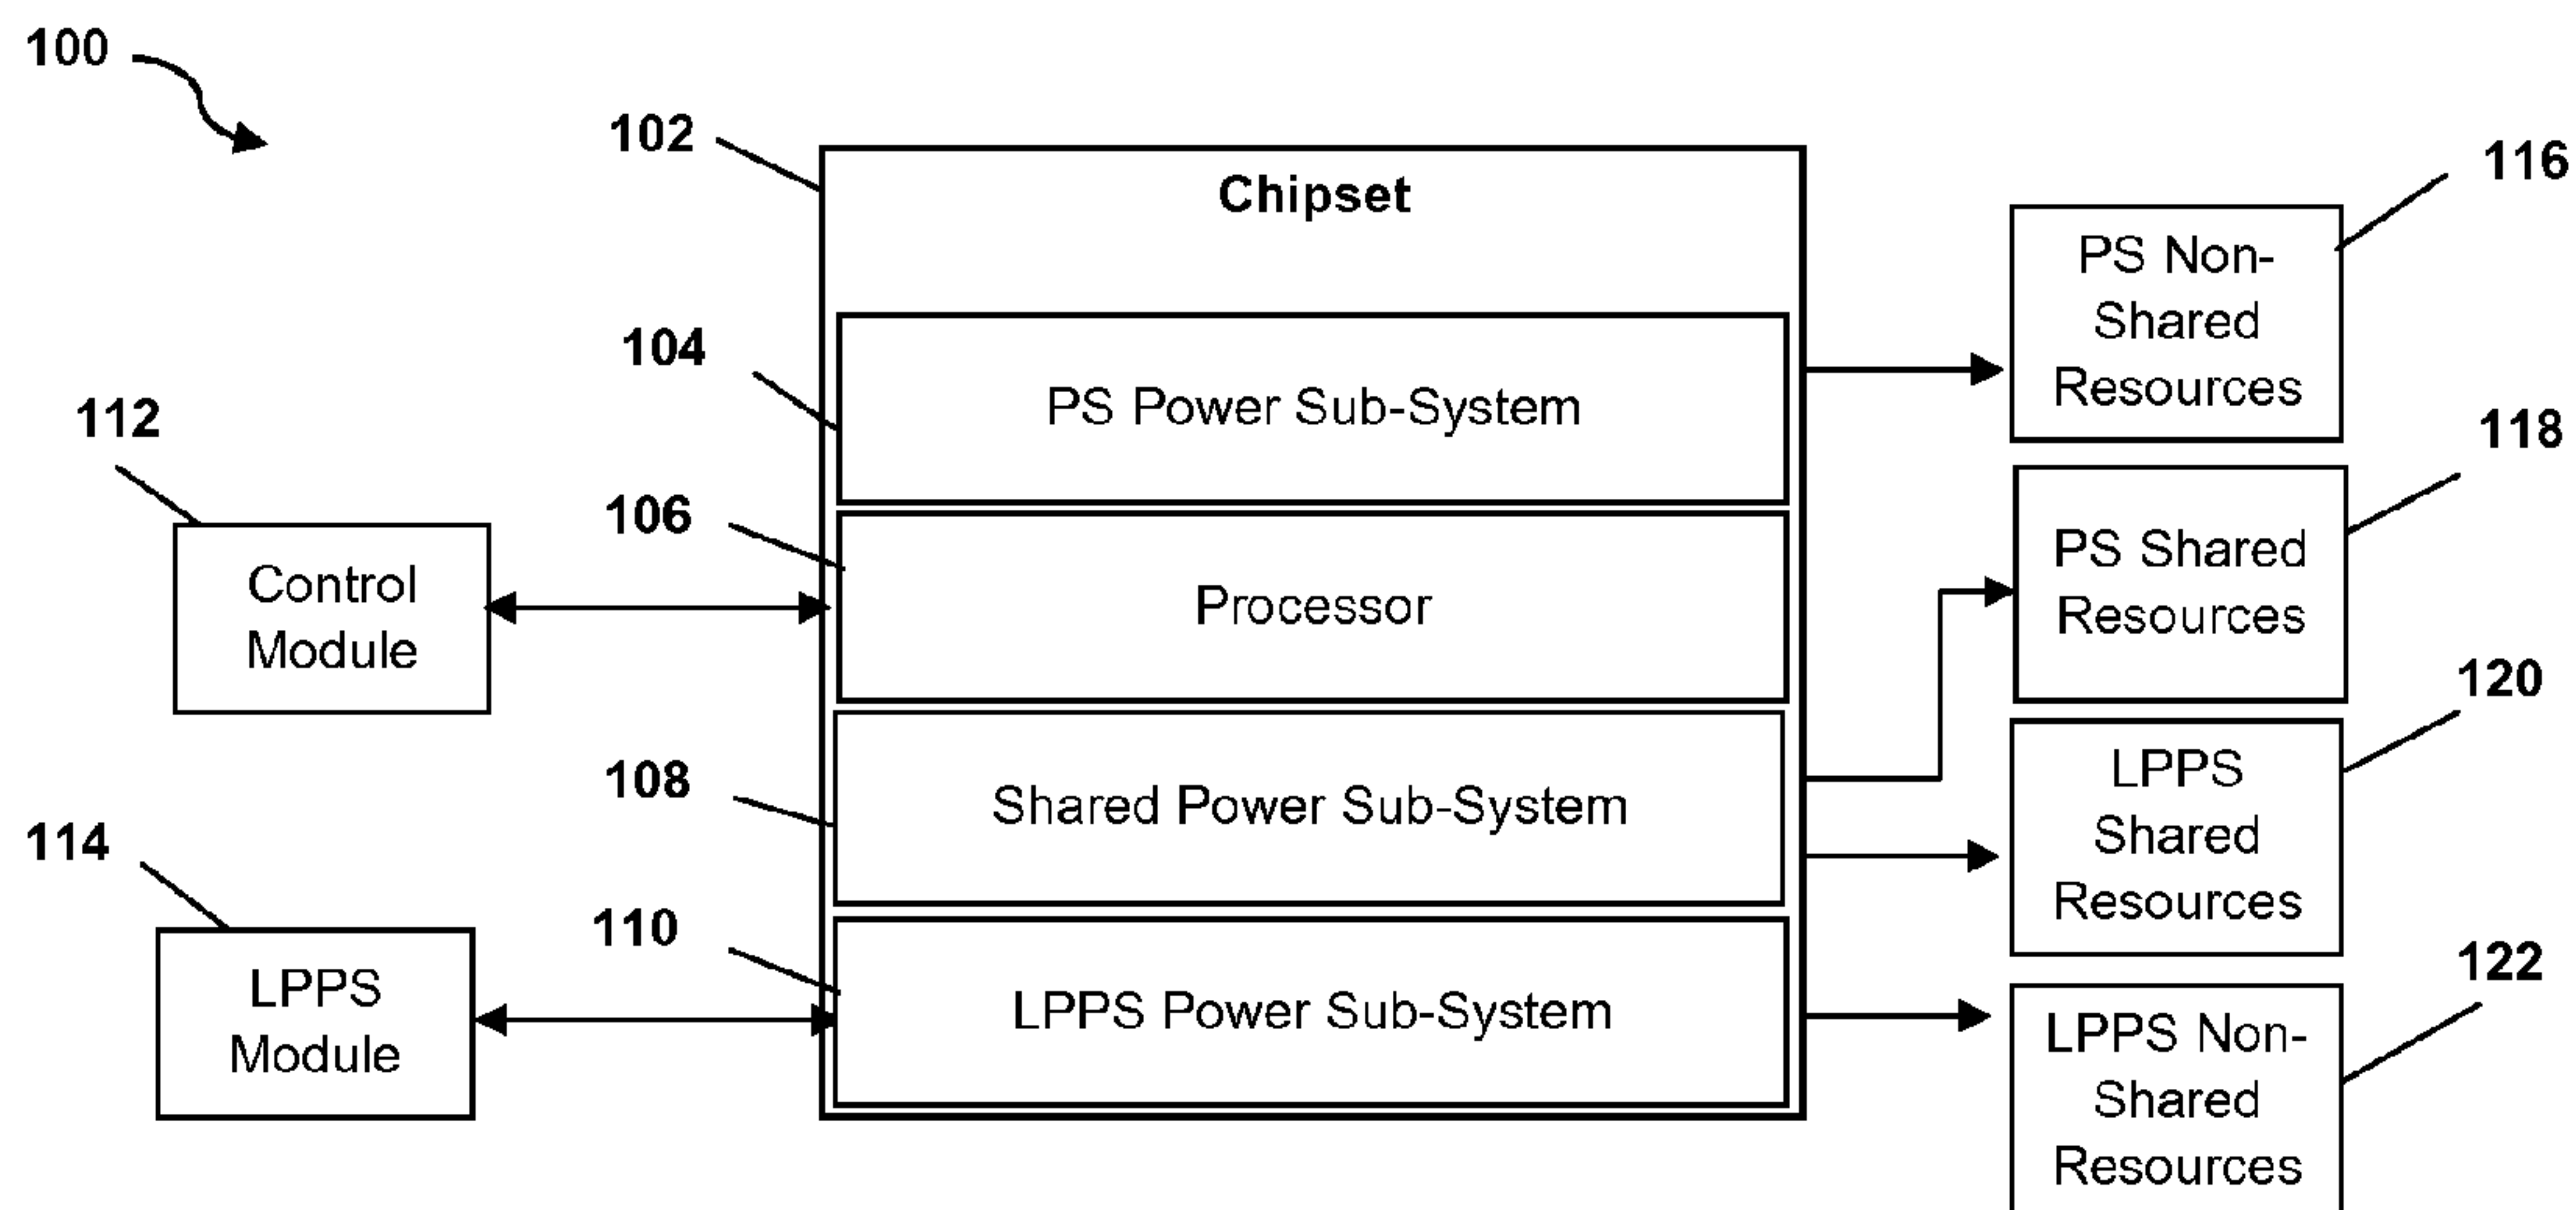 100
102
Chipset
116
PS Non-
Shared
Resources
104
PS Power Sub-System
112
118
Control
Module
106
Processor
PS Shared
Resources
120
108
Shared Power Sub-System
LPPS
Shared
Resources
114
LPPS
Module
110
LPPS Power Sub-System
122
LPPS Non-
Shared
Resources